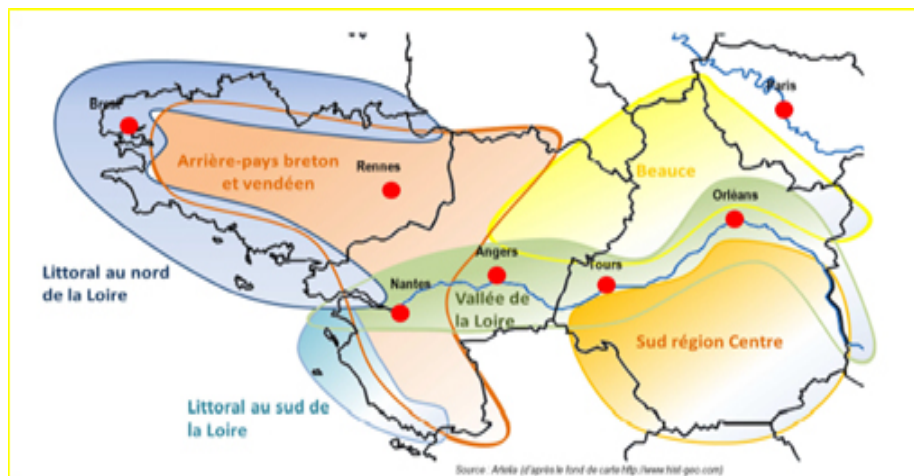 Paris
Brest
Arrière-pays breton
et vendéen
Rennes
Beauce
Orléans
Littoral au nord
de la Loire
Angers
Tours
Nantes
Vallée de
la Loire
Sud région Centre
Littoral au sud de
la Loire
Source : Artelia (d'après le fond de carte http://www.hist-geo.com)